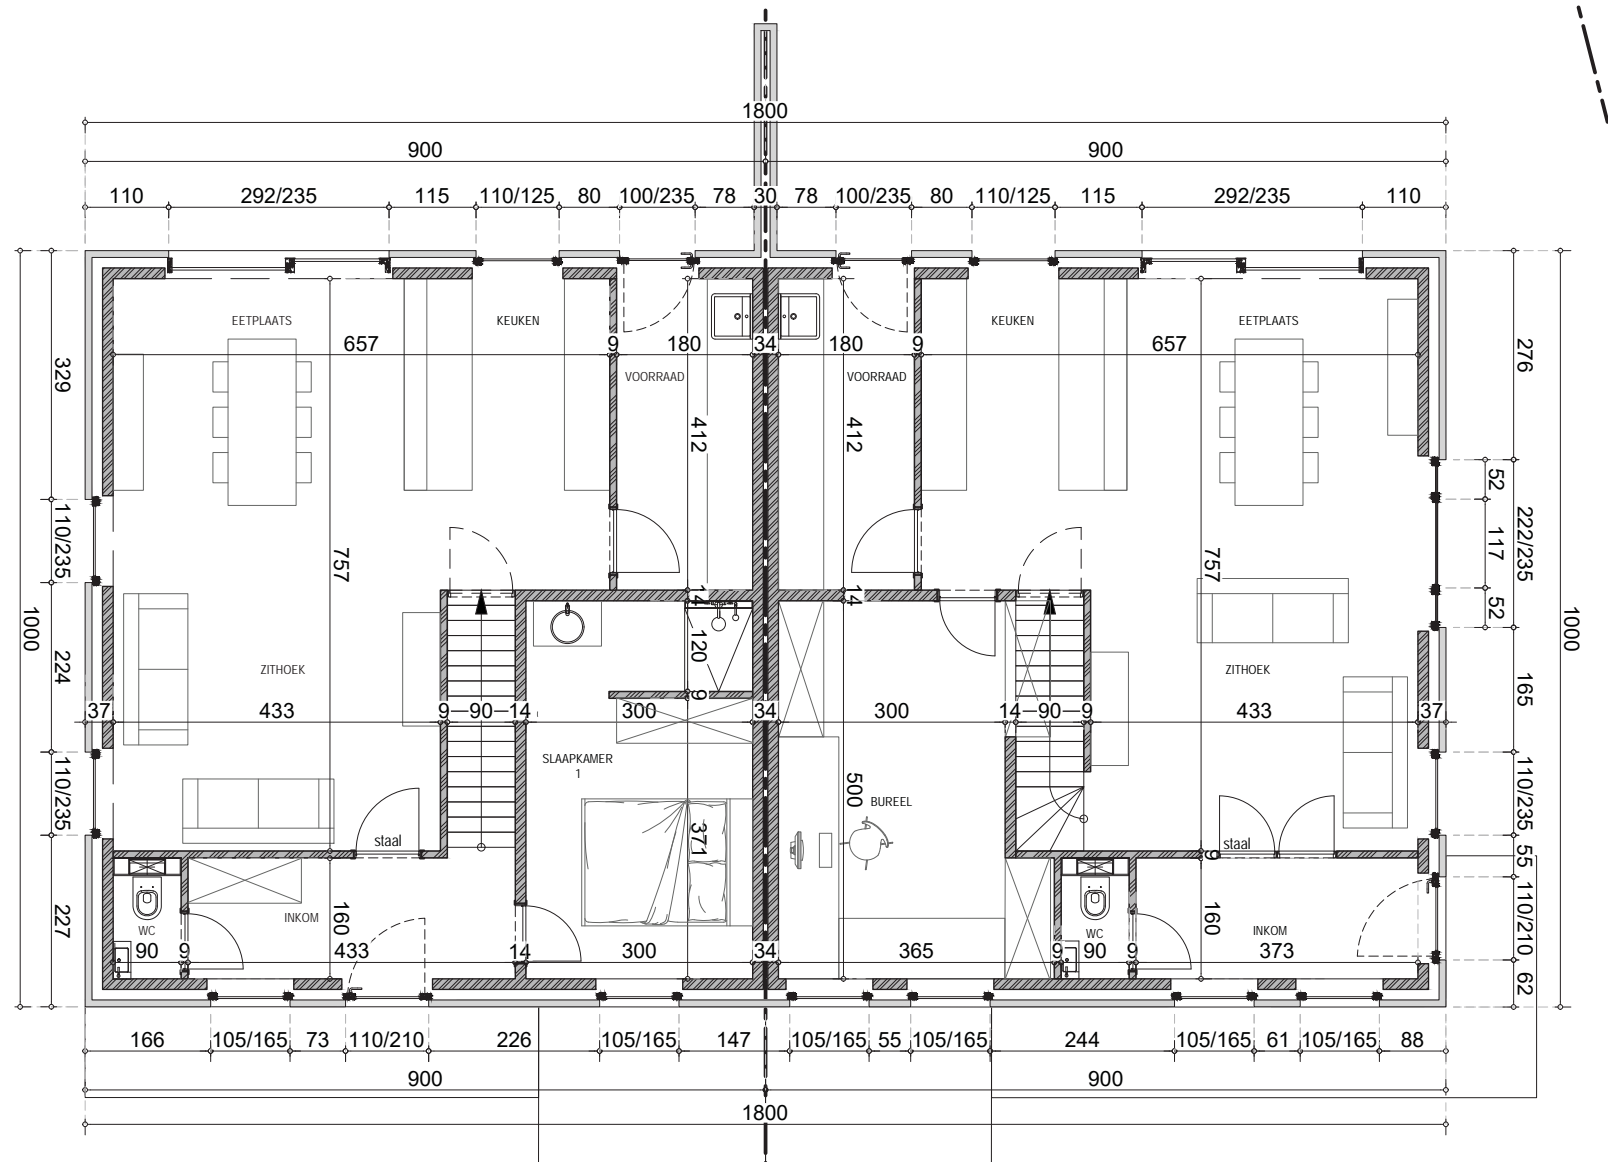 1800
900 900
110 292/235 115 110/125 80 100/235 78 30 78 100/235 80 110/125 115 292/235 110
EETPLAATS KEUKEN KEUKEN EETPLAATS
657 9 180 34 180 9 657
VOORRAAD VOORRAAD
329 276
412 412
52
110/235 757 117 222/235 757
14 14
52
1000 1000
120
224 ZITHOEK ZITHOEK 165
9
37 433 9 90 14 300 34 300 14 90 9 433 37
SLAAPKAMER
1
110/235 500 BUREEL 110/235
371
staal staal
9 55
227 160 INKOM 160 INKOM 110/210
WC WC
90 9 433 14 300 34 365 9 90 9 373
62
166 105/165 73 110/210 226 105/165 147 105/165 55 105/165 244 105/165 61 105/165 88
900 900
1800